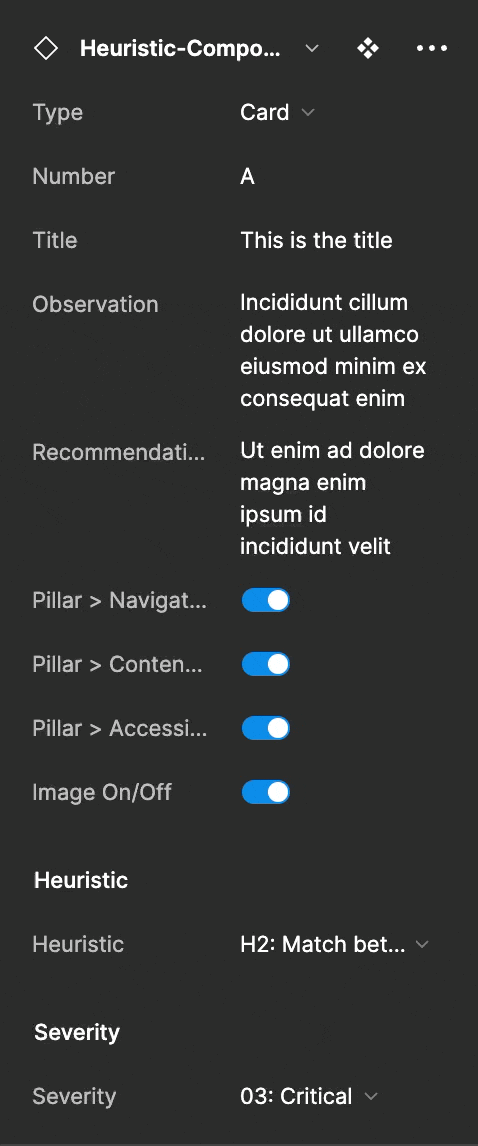 Heuristic-Compo...
Type Card
Number A
Title This is the title
Observation Incididunt cillum
dolore ut ullamco
eiusmod minim ex
consequat enim
Recommendati... Ut enim ad dolore
magna enim
ipsum id
incididunt velit
Pillar > Navigat...
Pillar > Conten...
Pillar > Accessi...
Image On/Off
Heuristic
Heuristic H2: Match bet...
Severity
Severity 03: Critical